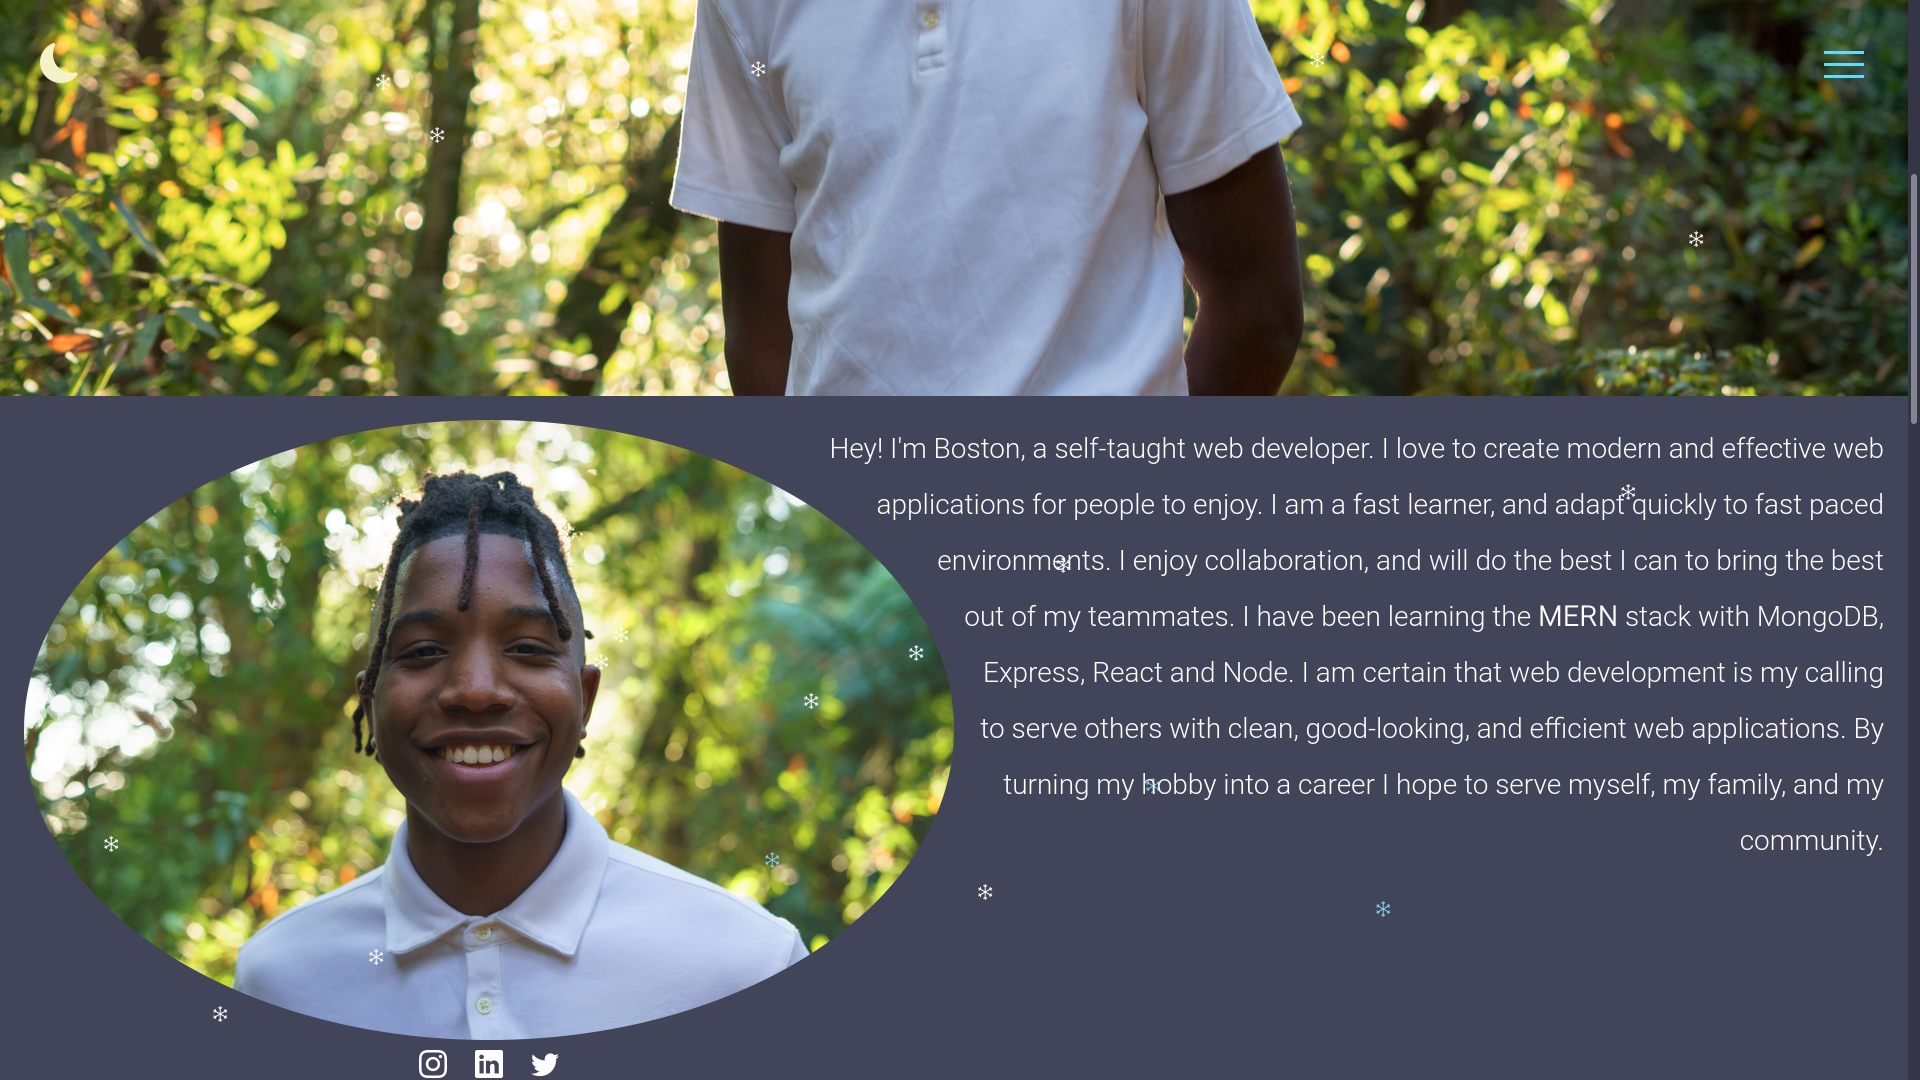 Hey! I'm Boston, a self-taught web developer. I love to create modern and effective web
applications for people to enjoy. I am a fast learner, and adapt quickly to fast paced
environments. I enjoy collaboration, and will do the best I can to bring the best
out of my teammates. I have been learning the MERN stack with MongoDB,
Express, React and Node. I am certain that web development is my calling
to serve others with clean, good-looking, and efficient web applications. By
turning my hobby into a career I hope to serve myself, my family, and my
community.